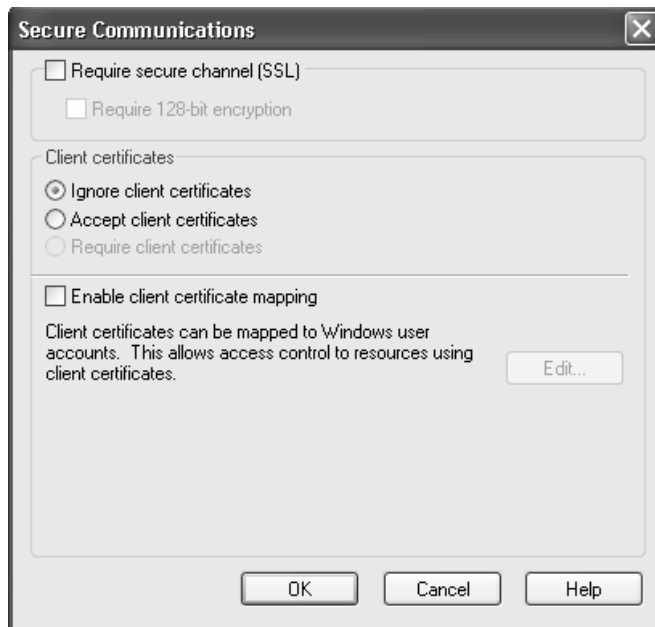 Secure Communications
Require secure channel (SSL)
Require 128-bit encryption
Client certificates
Ignore client certificates
Accept client certificates
Require client certificates
Enable client certificate mapping
Client certificates can be mapped to Windows user
accounts.  This allows access control to resources using
client certificates.
Edit...
OK
Cancel
Help